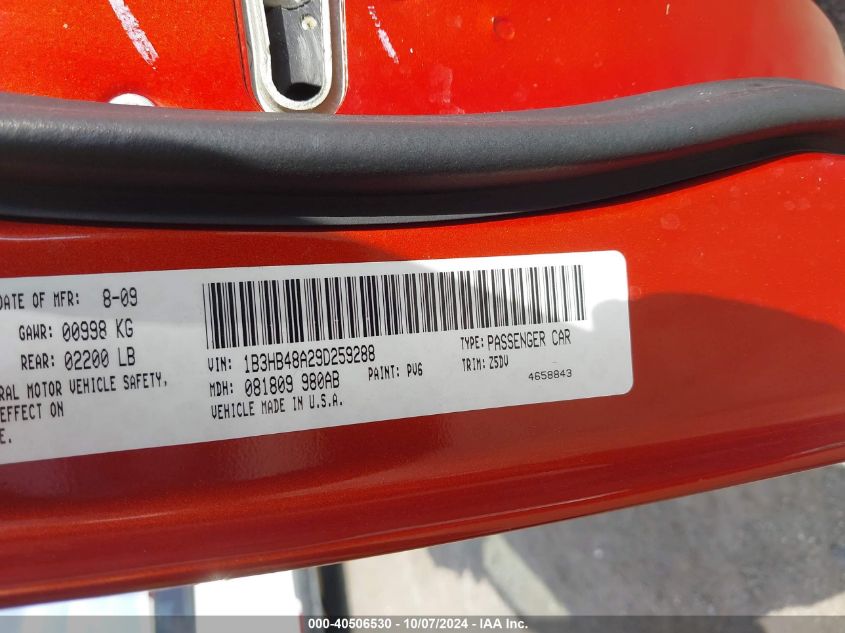 DATE OF MFR: 8-09
GAWR: 00998 KG
REAR: 02200 LB
RAL MOTOR VEHICLE SAFETY,
EFFECT ON
E.
VIN: 1B3HB48A29D259288
TYPE: PASSENGER CAR
MDH: 081809 980AB
PAINT: PV6
TRIM: Z5DV
VEHICLE MADE IN U.S.A.
4658843
000-40506530 - 10/07/2024 - IAA Inc.